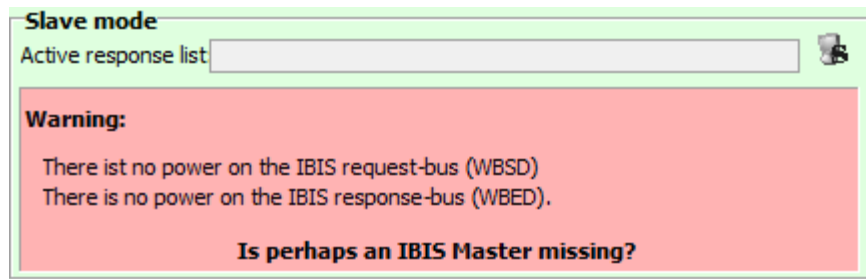 Slave mode
Active response list
Warning:
There ist no power on the IBIS request-bus (WBSD)
There is no power on the IBIS response-bus (WBED).
Is perhaps an IBIS Master missing?